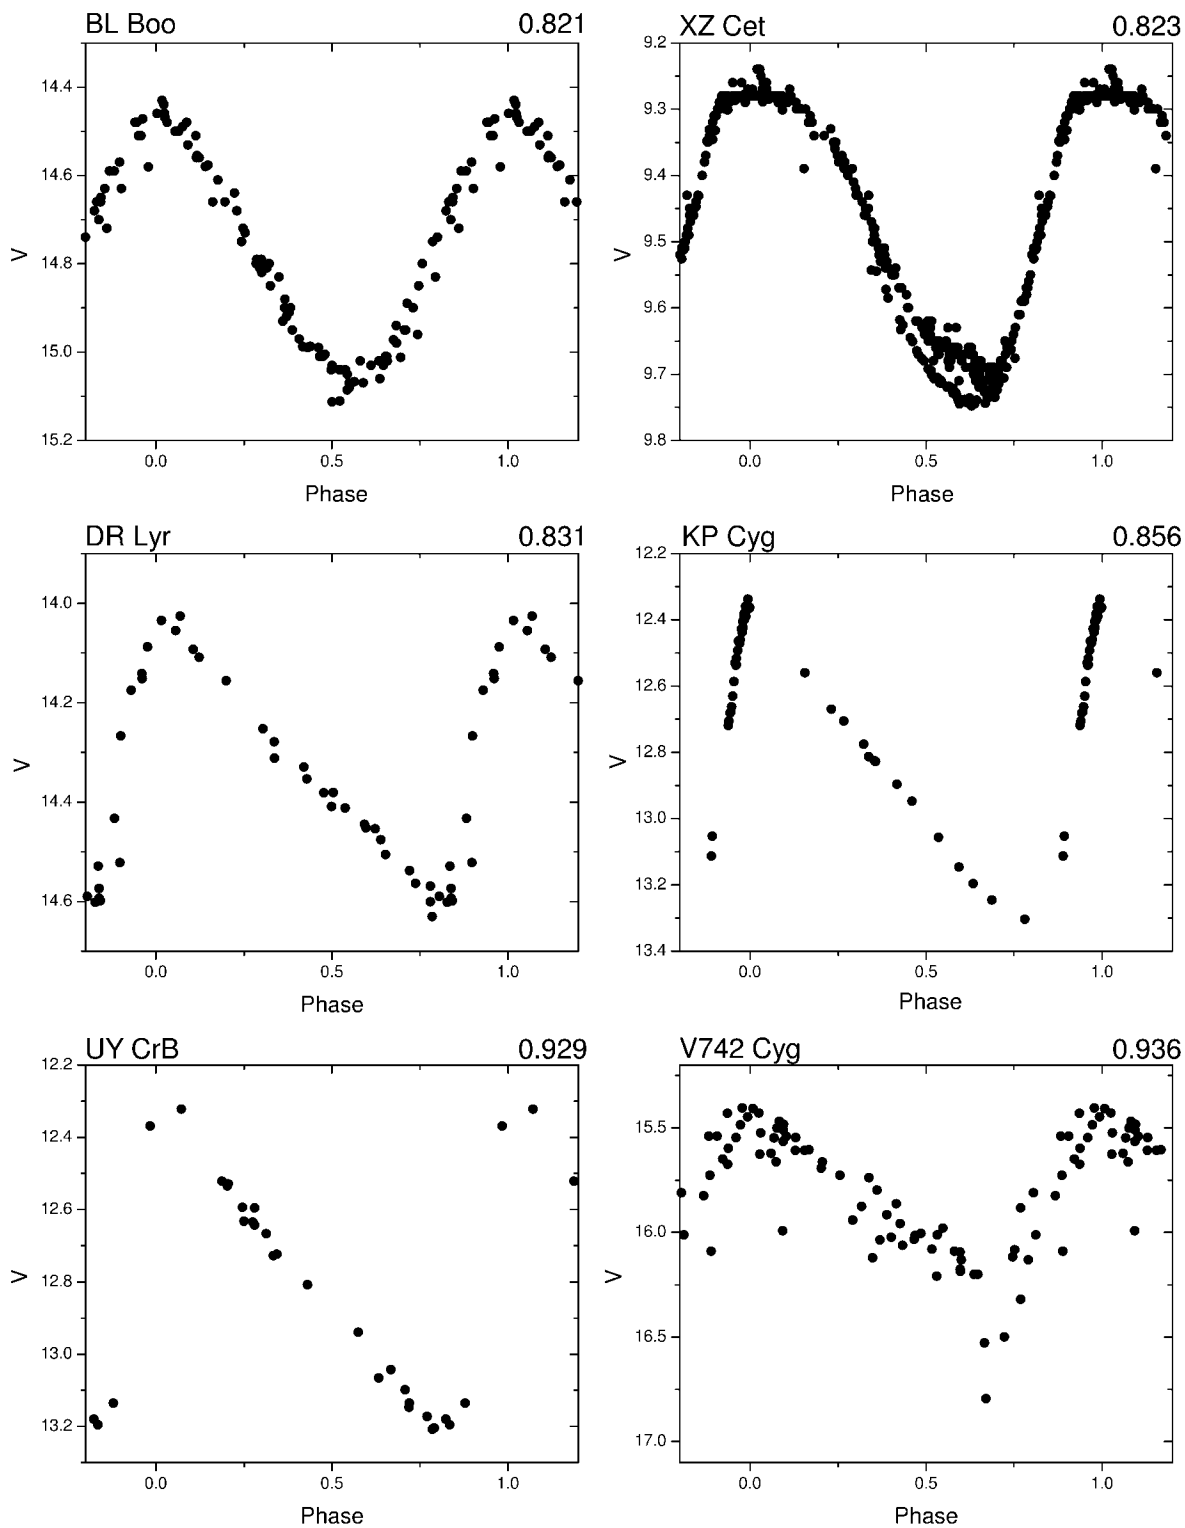 BL Boo 0.821
14.4
14.6
14.8
15.0
15.2
V
0.0 0.5 1.0
Phase
XZ Cet 0.823
9.2
9.3
9.4
9.5
9.6
9.7
9.8
V
0.0 0.5 1.0
Phase
DR Lyr 0.831
14.0
14.2
14.4
14.6
V
0.0 0.5 1.0
Phase
KP Cyg 0.856
12.2
12.4
12.6
12.8
13.0
13.2
13.4
V
0.0 0.5 1.0
Phase
UY CrB 0.929
12.2
12.4
12.6
12.8
13.0
13.2
V
0.0 0.5 1.0
Phase
V742 Cyg 0.936
15.5
16.0
16.5
17.0
V
0.0 0.5 1.0
Phase